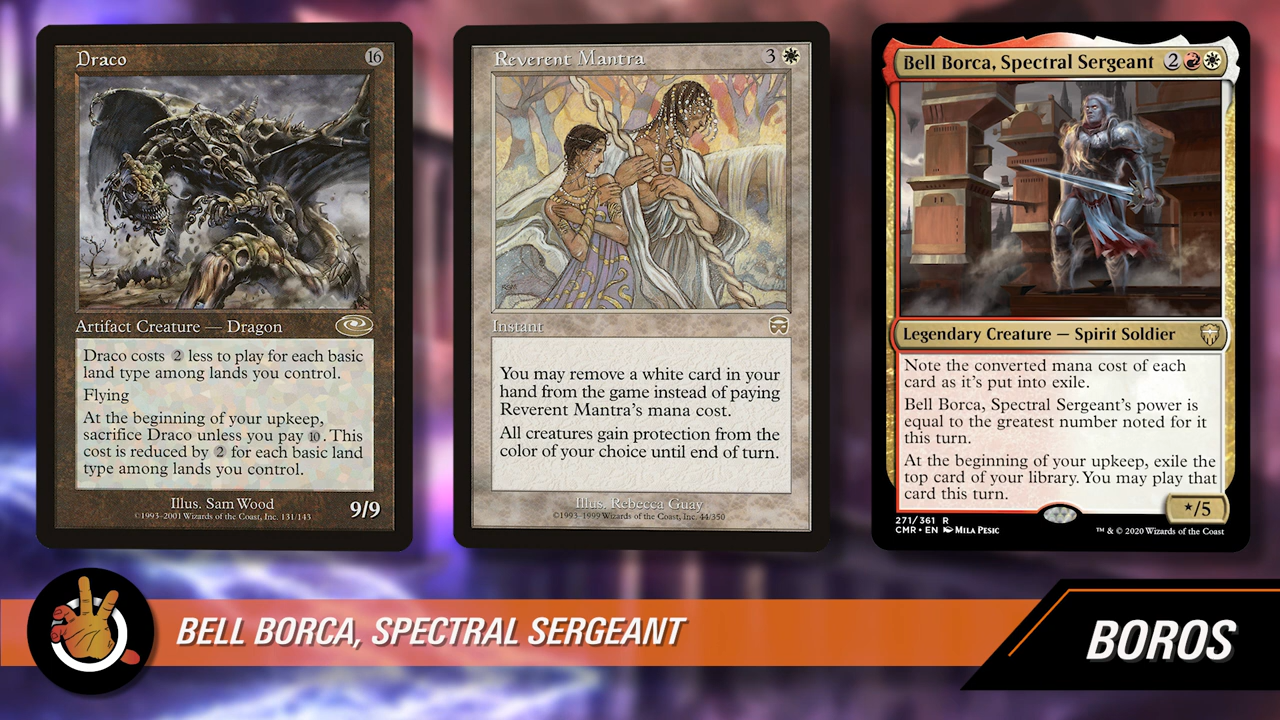 Draco 16
Artifact Creature — Dragon
Draco costs 2 less to play for each basic
land type among lands you control.
Flying
At the beginning of your upkeep,
sacrifice Draco unless you pay 10. This
cost is reduced by 2 for each basic land
type among lands you control.
Illus. Sam Wood
©1993-2001 Wizards of the Coast, Inc. 131/143
9/9
Reverent Mantra 3
Instant
You may remove a white card in your
hand from the game instead of paying
Reverent Mantra's mana cost.
All creatures gain protection from the
color of your choice until end of turn.
Illus. Rebecca Guay
©1993-1999 Wizards of the Coast, Inc. 44/350
Bell Borca, Spectral Sergeant 2
Legendary Creature — Spirit Soldier
Note the converted mana cost of each
card as it's put into exile.
Bell Borca, Spectral Sergeant's power is
equal to the greatest number noted for it
this turn.
At the beginning of your upkeep, exile the
top card of your library. You may play that
card this turn.
*/5
271/361 R
CMR • EN Mila Pesic
™ & © 2020 Wizards of the Coast
BELL BORCA, SPECTRAL SERGEANT
BOROS